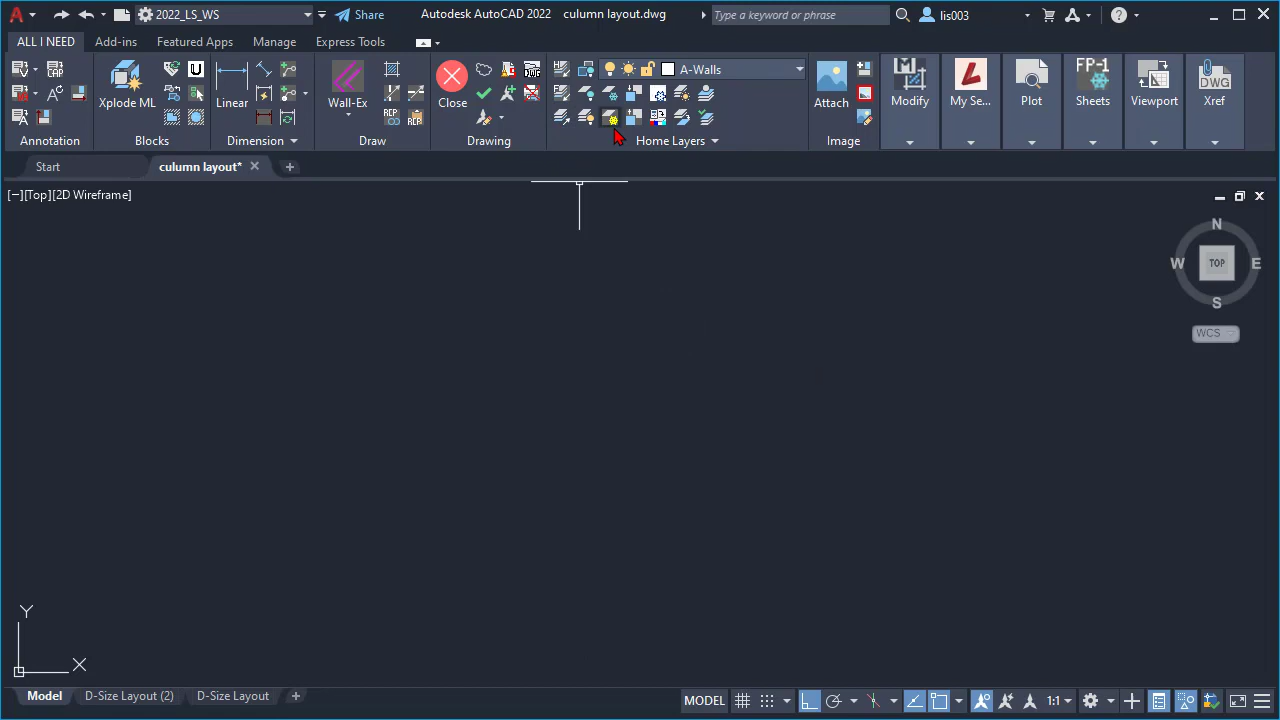 2022_LS_WS
Share
Autodesk AutoCAD 2022 culumn layout.dwg
Type a keyword or phrase
lis003
ALL I NEED
Add-ins
Featured Apps
Manage
Express Tools
Xplode ML
Linear
Wall-Ex
Close
A-Walls
Attach
Modify
My Se...
Plot
FP-1
Sheets
Viewport
DWG
Xref
Annotation
Blocks
Dimension
Draw
Drawing
Home Layers
Image
Start
culumn layout*
[−][Top][2D Wireframe]
N
W
TOP
E
S
WCS
Y
X
Model
D-Size Layout (2)
D-Size Layout
MODEL
1:1